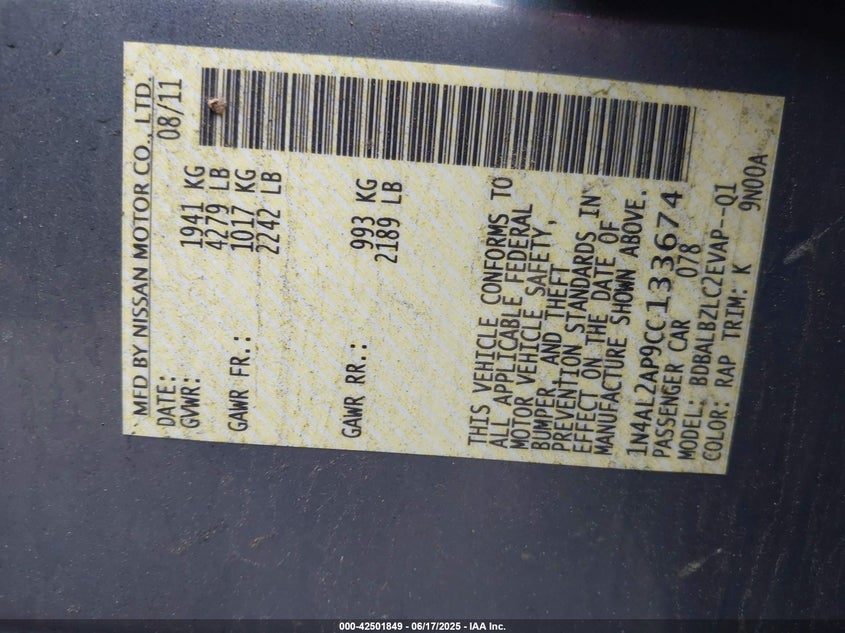 MFD BY NISSAN MOTOR CO., LTD.
DATE: 08/11
GVWR: 1941 KG
4279 LB
GAWR FR.: 1017 KG
2242 LB
GAWR RR.: 993 KG
2189 LB
THIS VEHICLE CONFORMS TO
ALL APPLICABLE FEDERAL
MOTOR VEHICLE SAFETY,
BUMPER, AND THEFT
PREVENTION STANDARDS IN
EFFECT ON THE DATE OF
MANUFACTURE SHOWN ABOVE.
1N4AL2AP9CC133674
PASSENGER CAR 078
MODEL: BDBALBZLC2EVAP--Q1
COLOR: RAP TRIM: K 9N00A
000-42501849 - 06/17/2025 - IAA Inc.